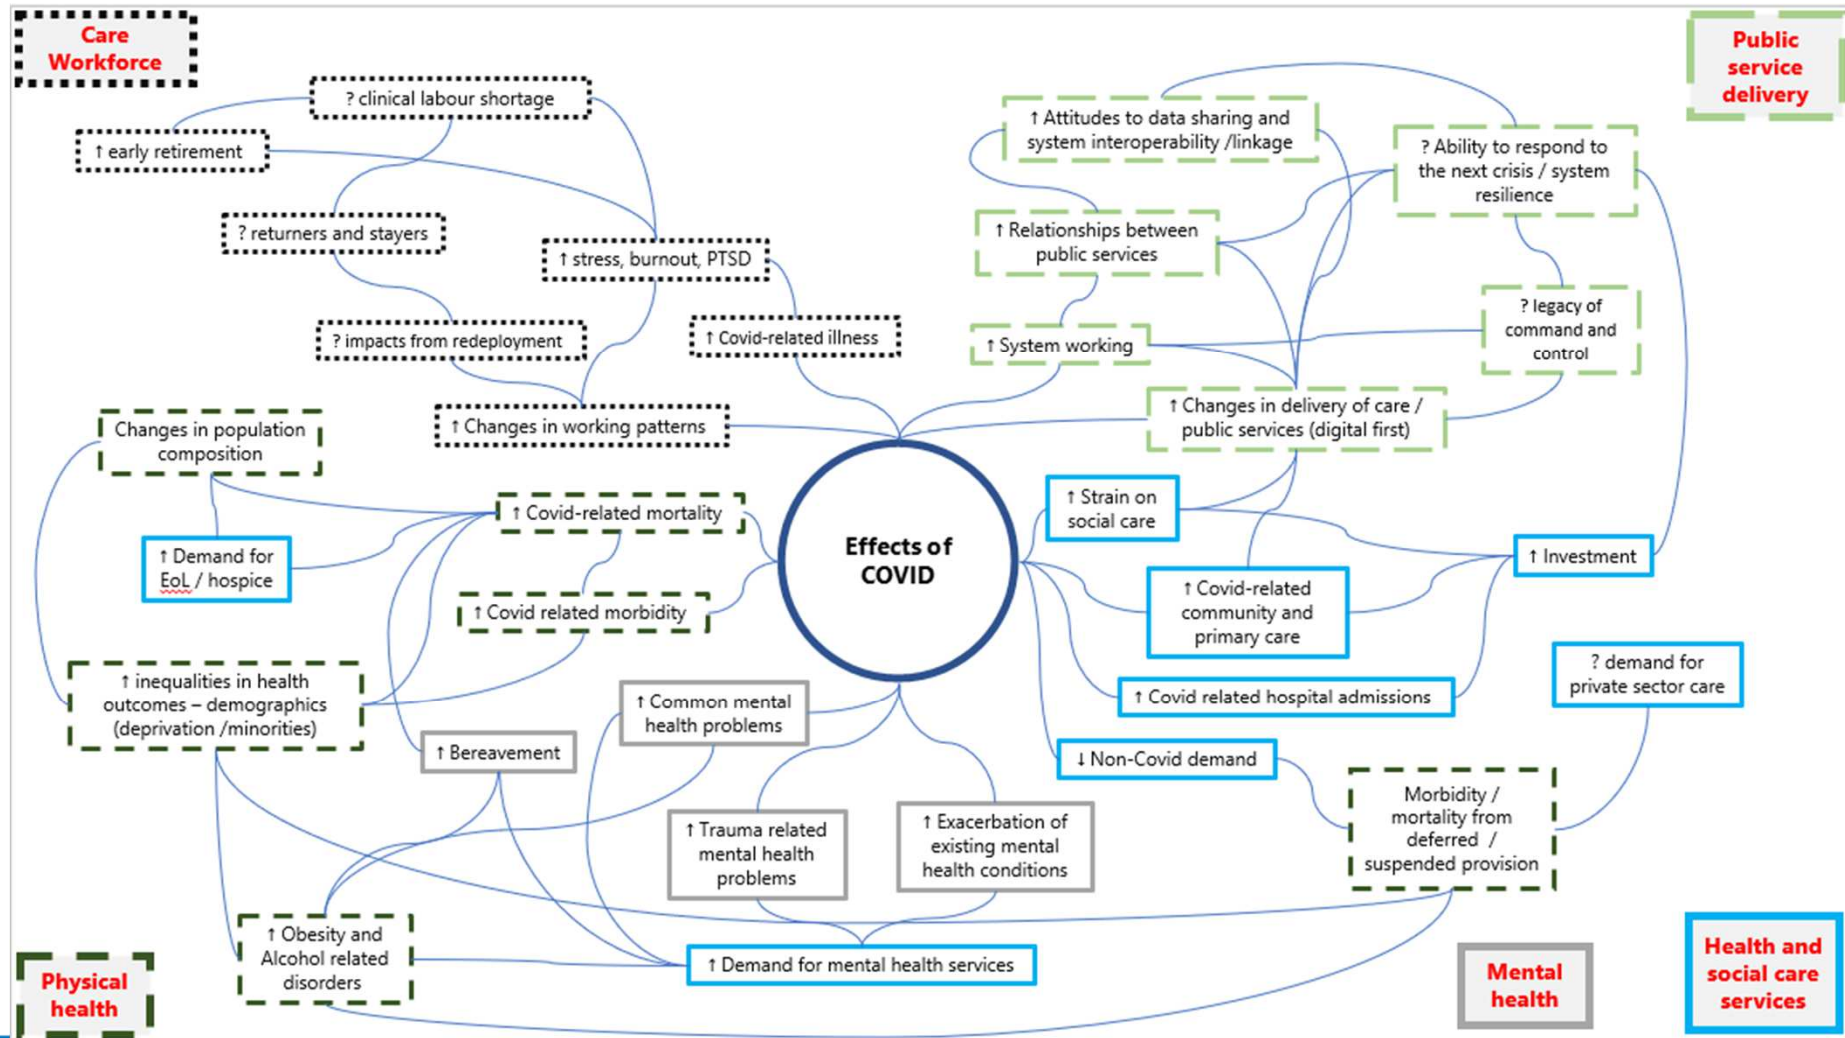 Care
Workforce
Public
service
delivery
? clinical labour shortage
↑ early retirement
? returners and stayers
↑ stress, burnout, PTSD
? impacts from redeployment
↑ Covid-related illness
↑ Changes in working patterns
↑ Attitudes to data sharing and
system interoperability /linkage
? Ability to respond to
the next crisis / system
resilience
↑ Relationships between
public services
? legacy of
command and
control
↑ System working
↑ Changes in delivery of care /
public services (digital first)
Changes in population
composition
↑ Covid-related mortality
↑ Demand for
EoL / hospice
↑ Covid related morbidity
↑ inequalities in health
outcomes – demographics
(deprivation /minorities)
Effects of
COVID
↑ Strain on
social care
↑ Investment
↑ Covid-related
community and
primary care
↑ Covid related hospital admissions
? demand for
private sector care
↓ Non-Covid demand
Morbidity /
mortality from
deferred /
suspended provision
↑ Common mental
health problems
↑ Bereavement
↑ Trauma related
mental health
problems
↑ Exacerbation of
existing mental
health conditions
↑ Obesity and
Alcohol related
disorders
↑ Demand for mental health services
Physical
health
Mental
health
Health and
social care
services